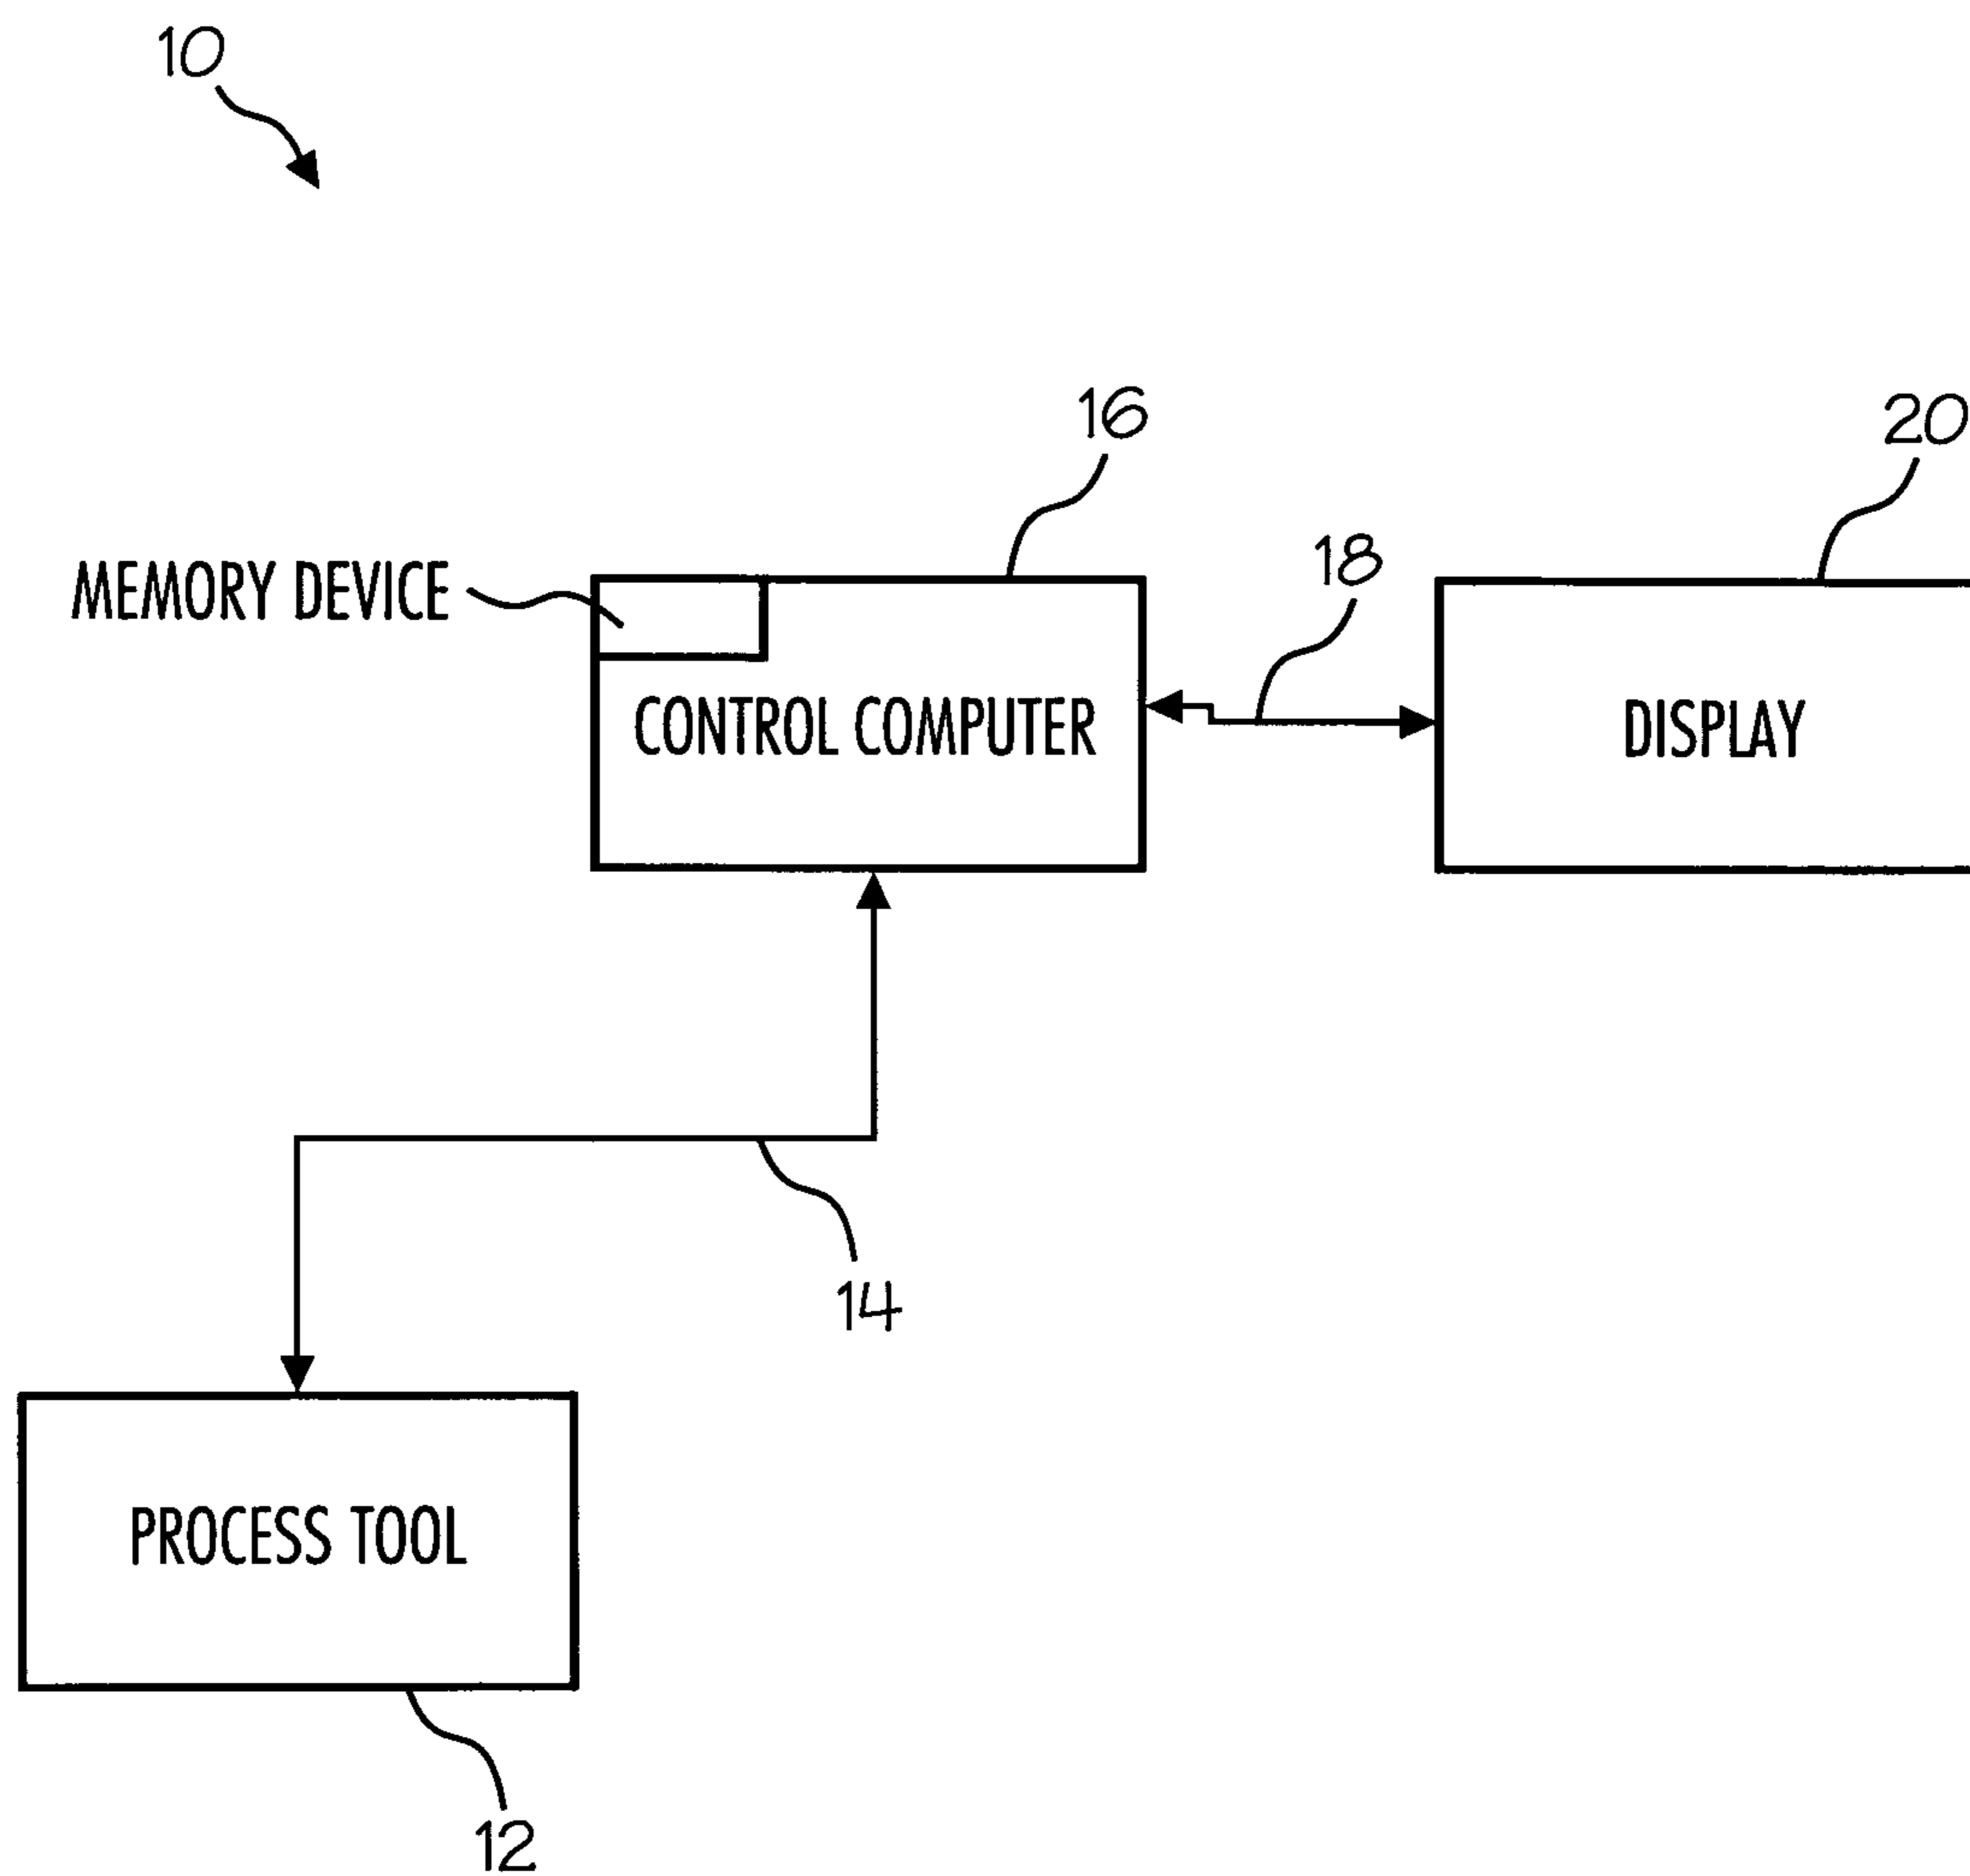 10
16
20
18
MEMORY DEVICE
CONTROL COMPUTER
DISPLAY
14
PROCESS TOOL
12